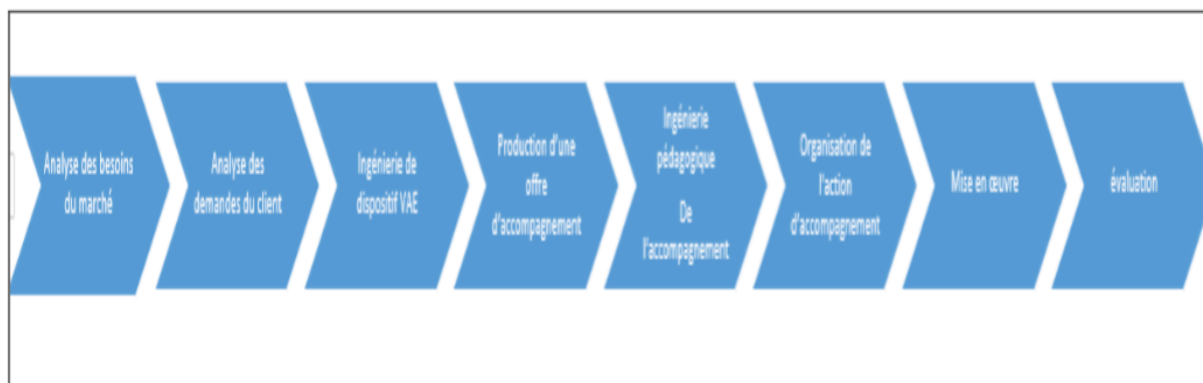 Analyse des besoins
du marché
Analyse des
demandes du client
Ingénierie de
dispositif VAE
Production d'une
offre
d'accompagnement
Ingénierie
pédagogique
De
l'accompagnement
Organisation de
l'action
d'accompagnement
Mise en œuvre
évaluation